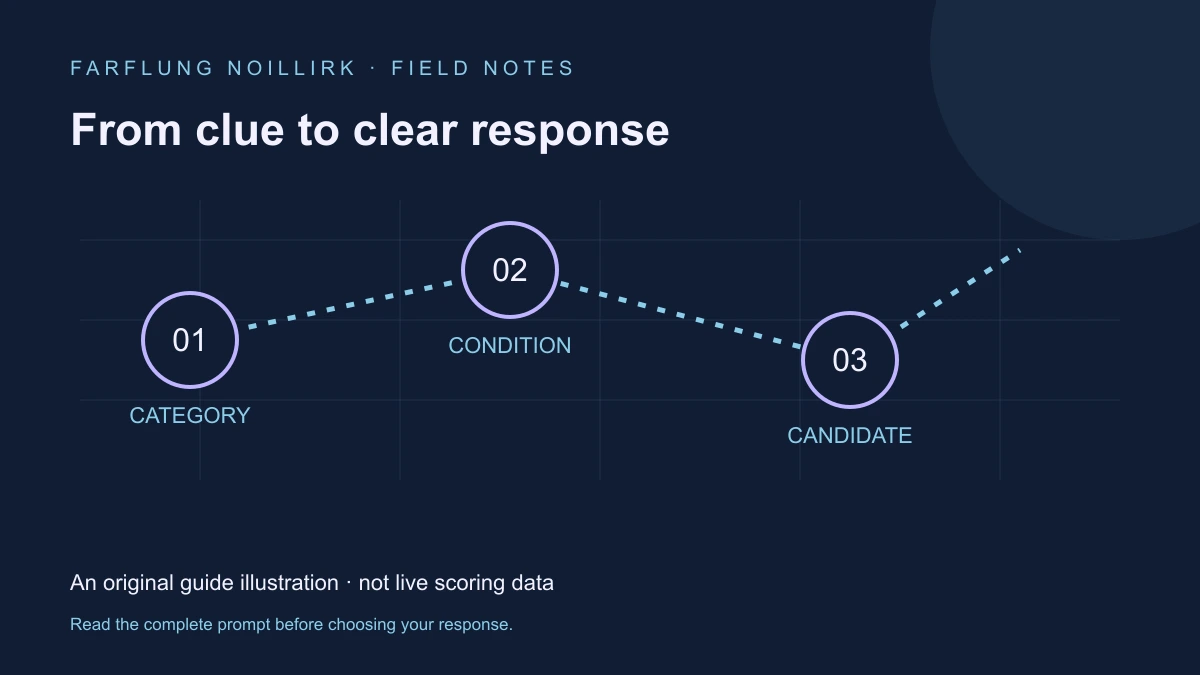 FARFLUNG NOILLIRK · FIELD NOTES
From clue to clear response
01
CATEGORY
02
CONDITION
03
CANDIDATE
An original guide illustration · not live scoring data
Read the complete prompt before choosing your response.